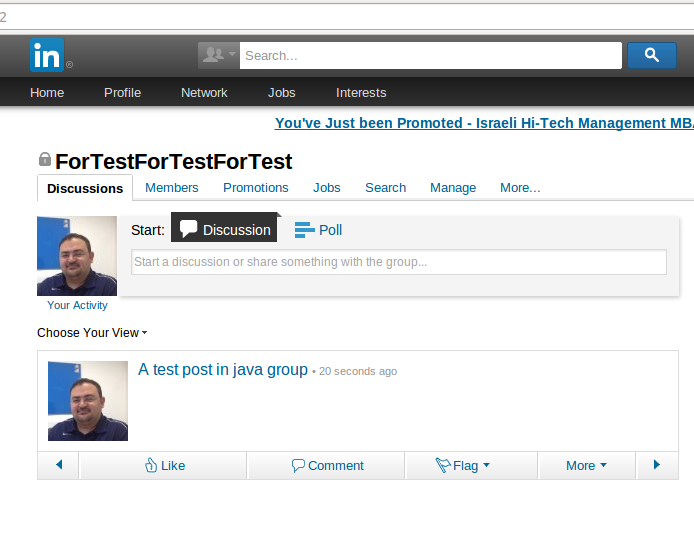 2
in ®
Search...
Home Profile Network Jobs Interests
You've Just been Promoted - Israeli Hi-Tech Management MBA
ForTestForTestForTest
Discussions Members Promotions Jobs Search Manage More...
Start: Discussion Poll
Start a discussion or share something with the group...
Your Activity
Choose Your View
A test post in java group • 20 seconds ago
Like Comment Flag More